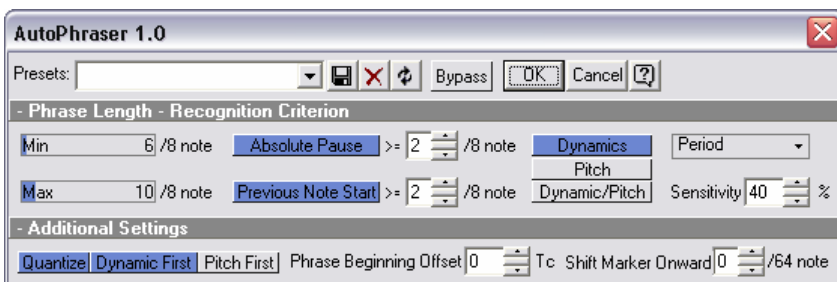 AutoPhraser 1.0
Presets: Bypass OK Cancel
- Phrase Length - Recognition Criterion
Min 6 /8 note Absolute Pause >= 2 /8 note Dynamics Period
Pitch
Max 10 /8 note Previous Note Start >= 2 /8 note Dynamic/Pitch Sensitivity 40 %
- Additional Settings
Quantize Dynamic First Pitch First Phrase Beginning Offset 0 Tc Shift Marker Onward 0 /64 note